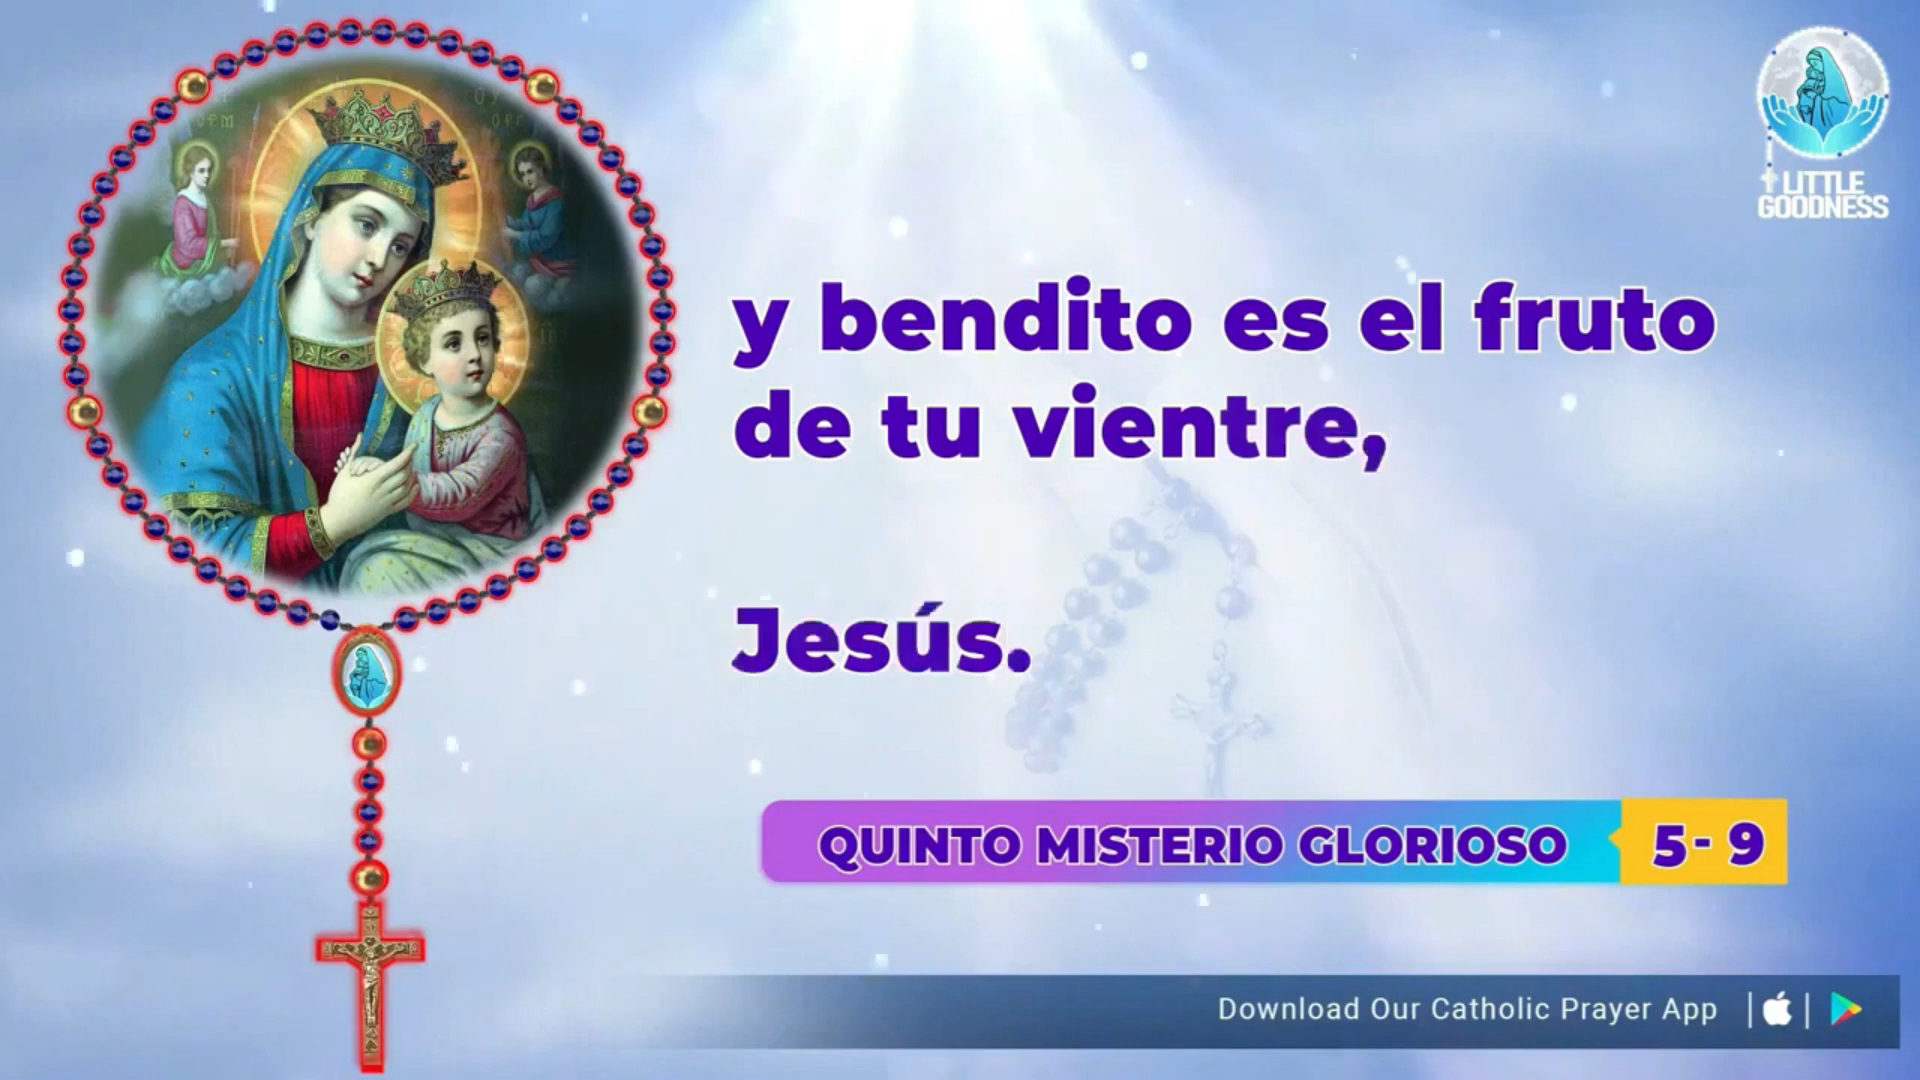 LITTLE
GOODNESS
y bendito es el fruto
de tu vientre,
Jesús.
QUINTO MISTERIO GLORIOSO 5- 9
Download Our Catholic Prayer App